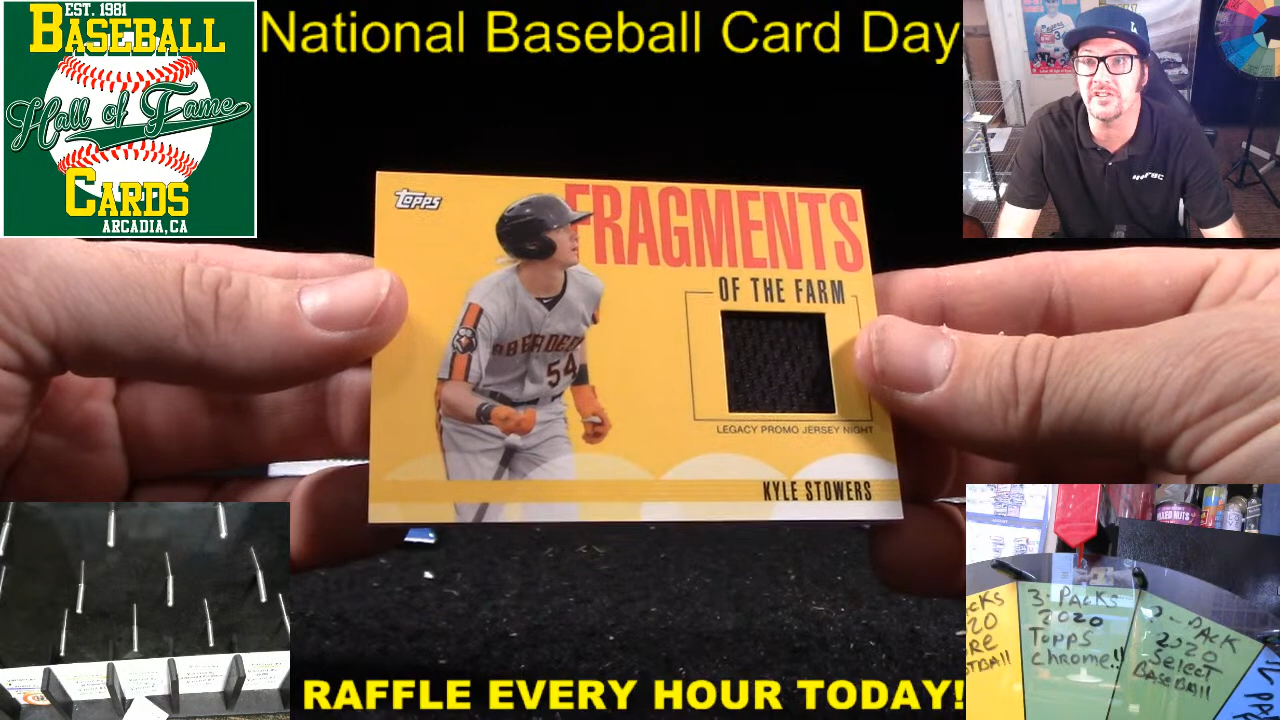 EST. 1981
BASEBALL
Hall of Fame
CARDS
ARCADIA, CA
National Baseball Card Day
Topps
FRAGMENTS
OF THE FARM
ABERDEE
54
LEGACY PROMO JERSEY NIGHT
KYLE STOWERS
RAFFLE EVERY HOUR TODAY!
3 - PACKS
2020
TOPPS
Chrome!!
PACK
2020
Select
BASEBALL